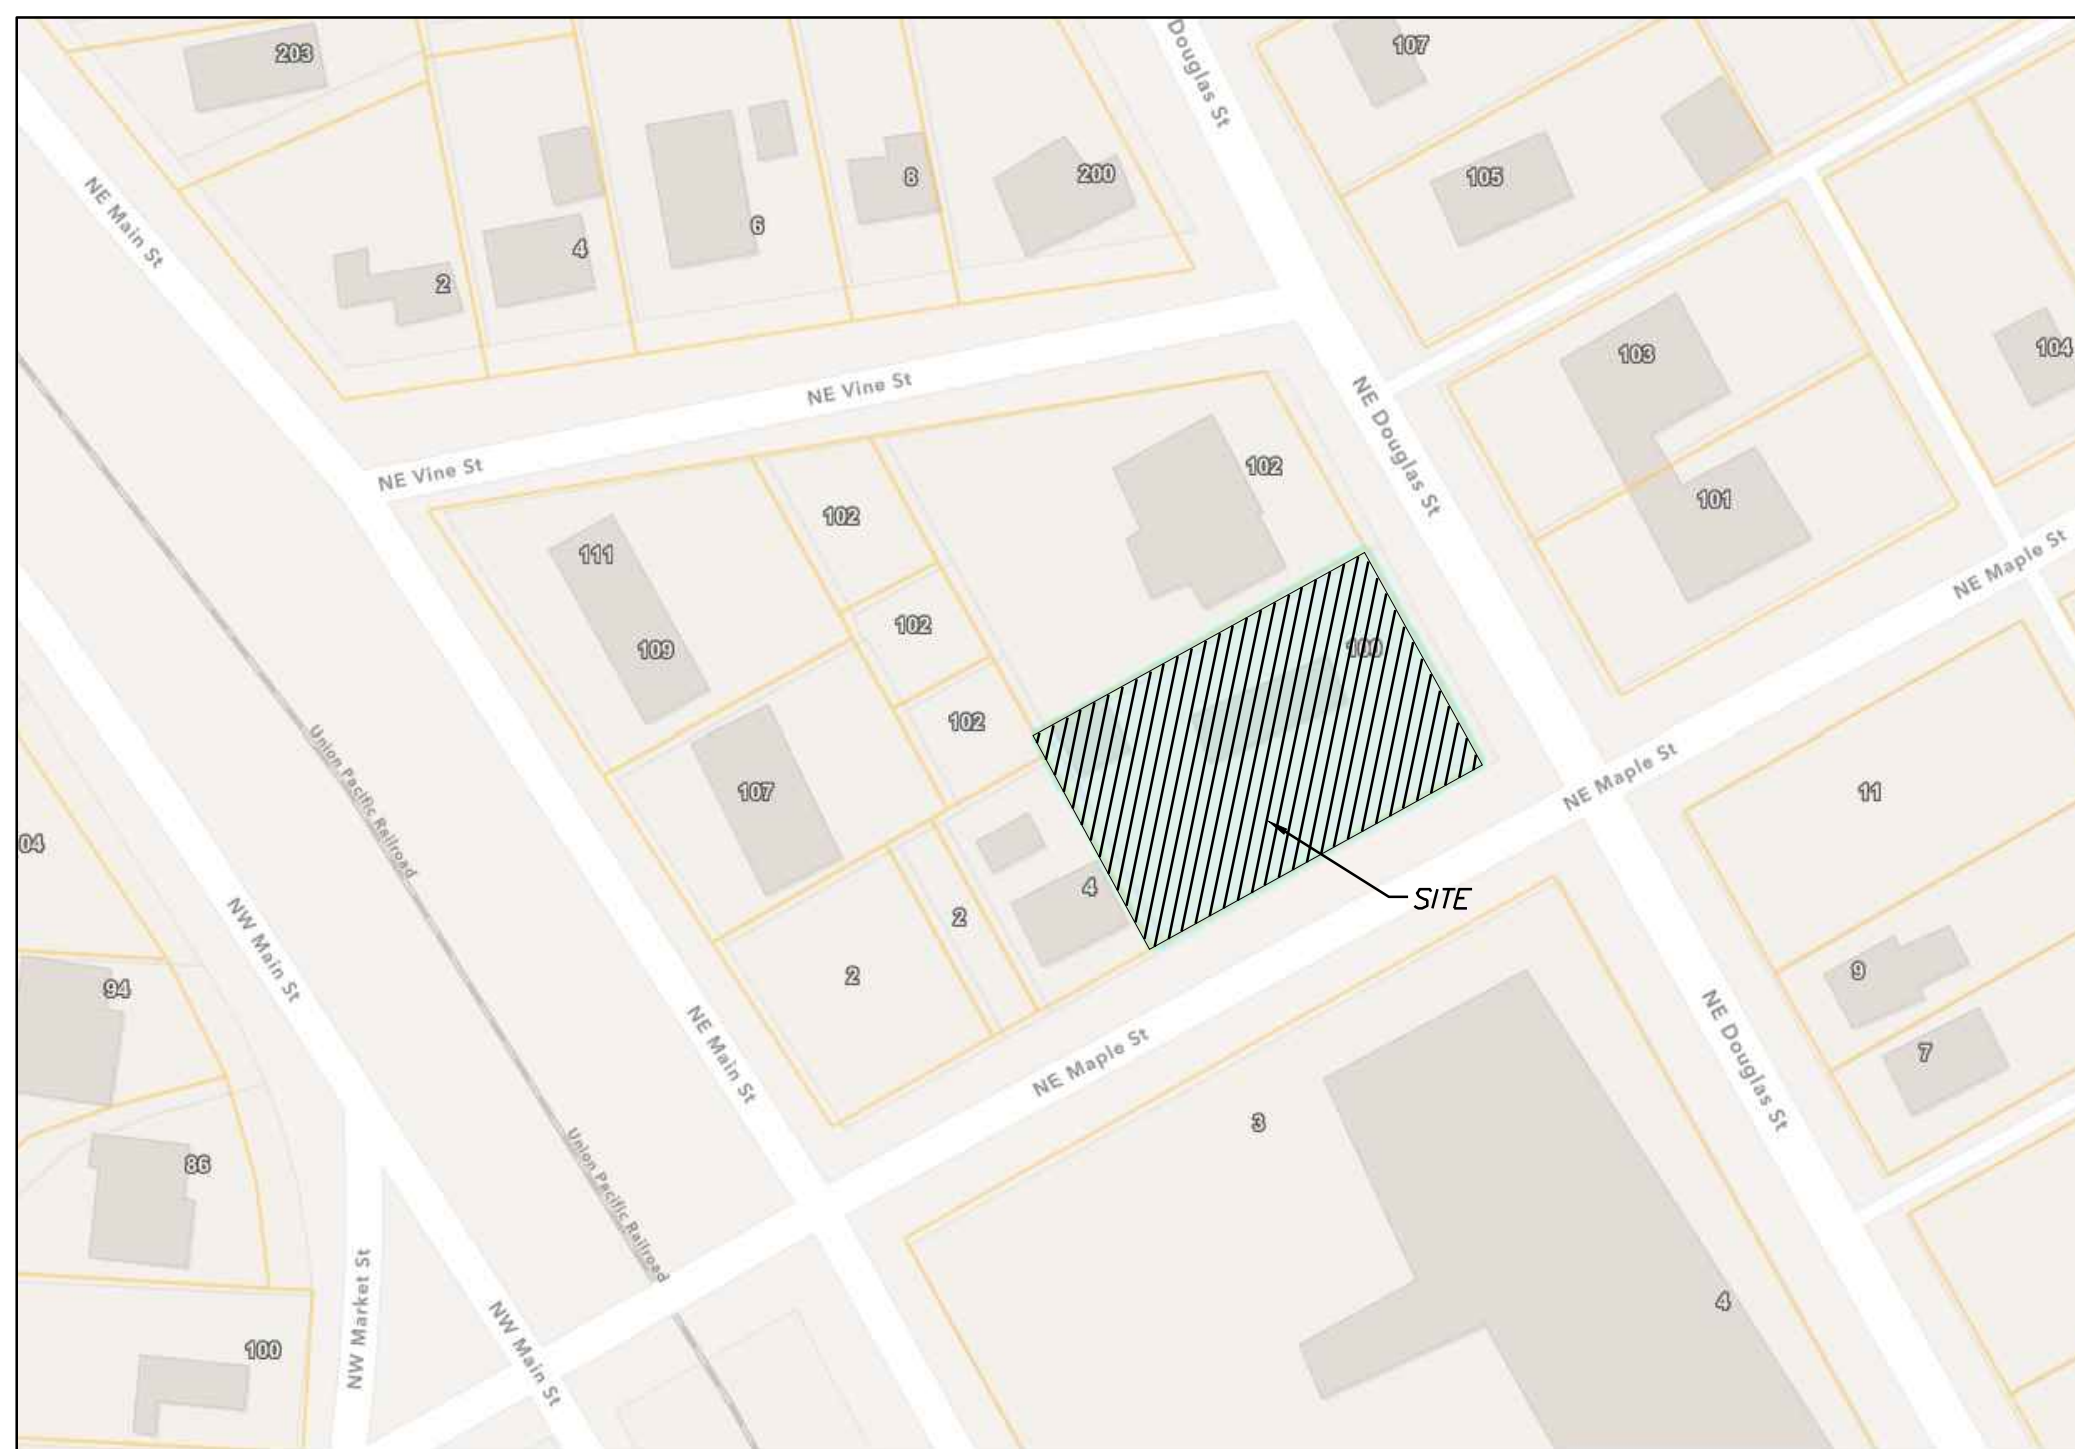 203
Douglas St
107
NE Main St
2
4
6
8
200
105
103
104
NE Vine St
NE Vine St
NE Douglas St
102
101
102
111
109
102
102
100
NE Maple St
Union Pacific Railroad
107
NE Maple St
11
04
4
2
2
SITE
94
NW Main St
NE Main St
NE Maple St
9
7
NE Douglas St
3
86
Union Pacific Railroad
4
NW Market St
NW Main St
100